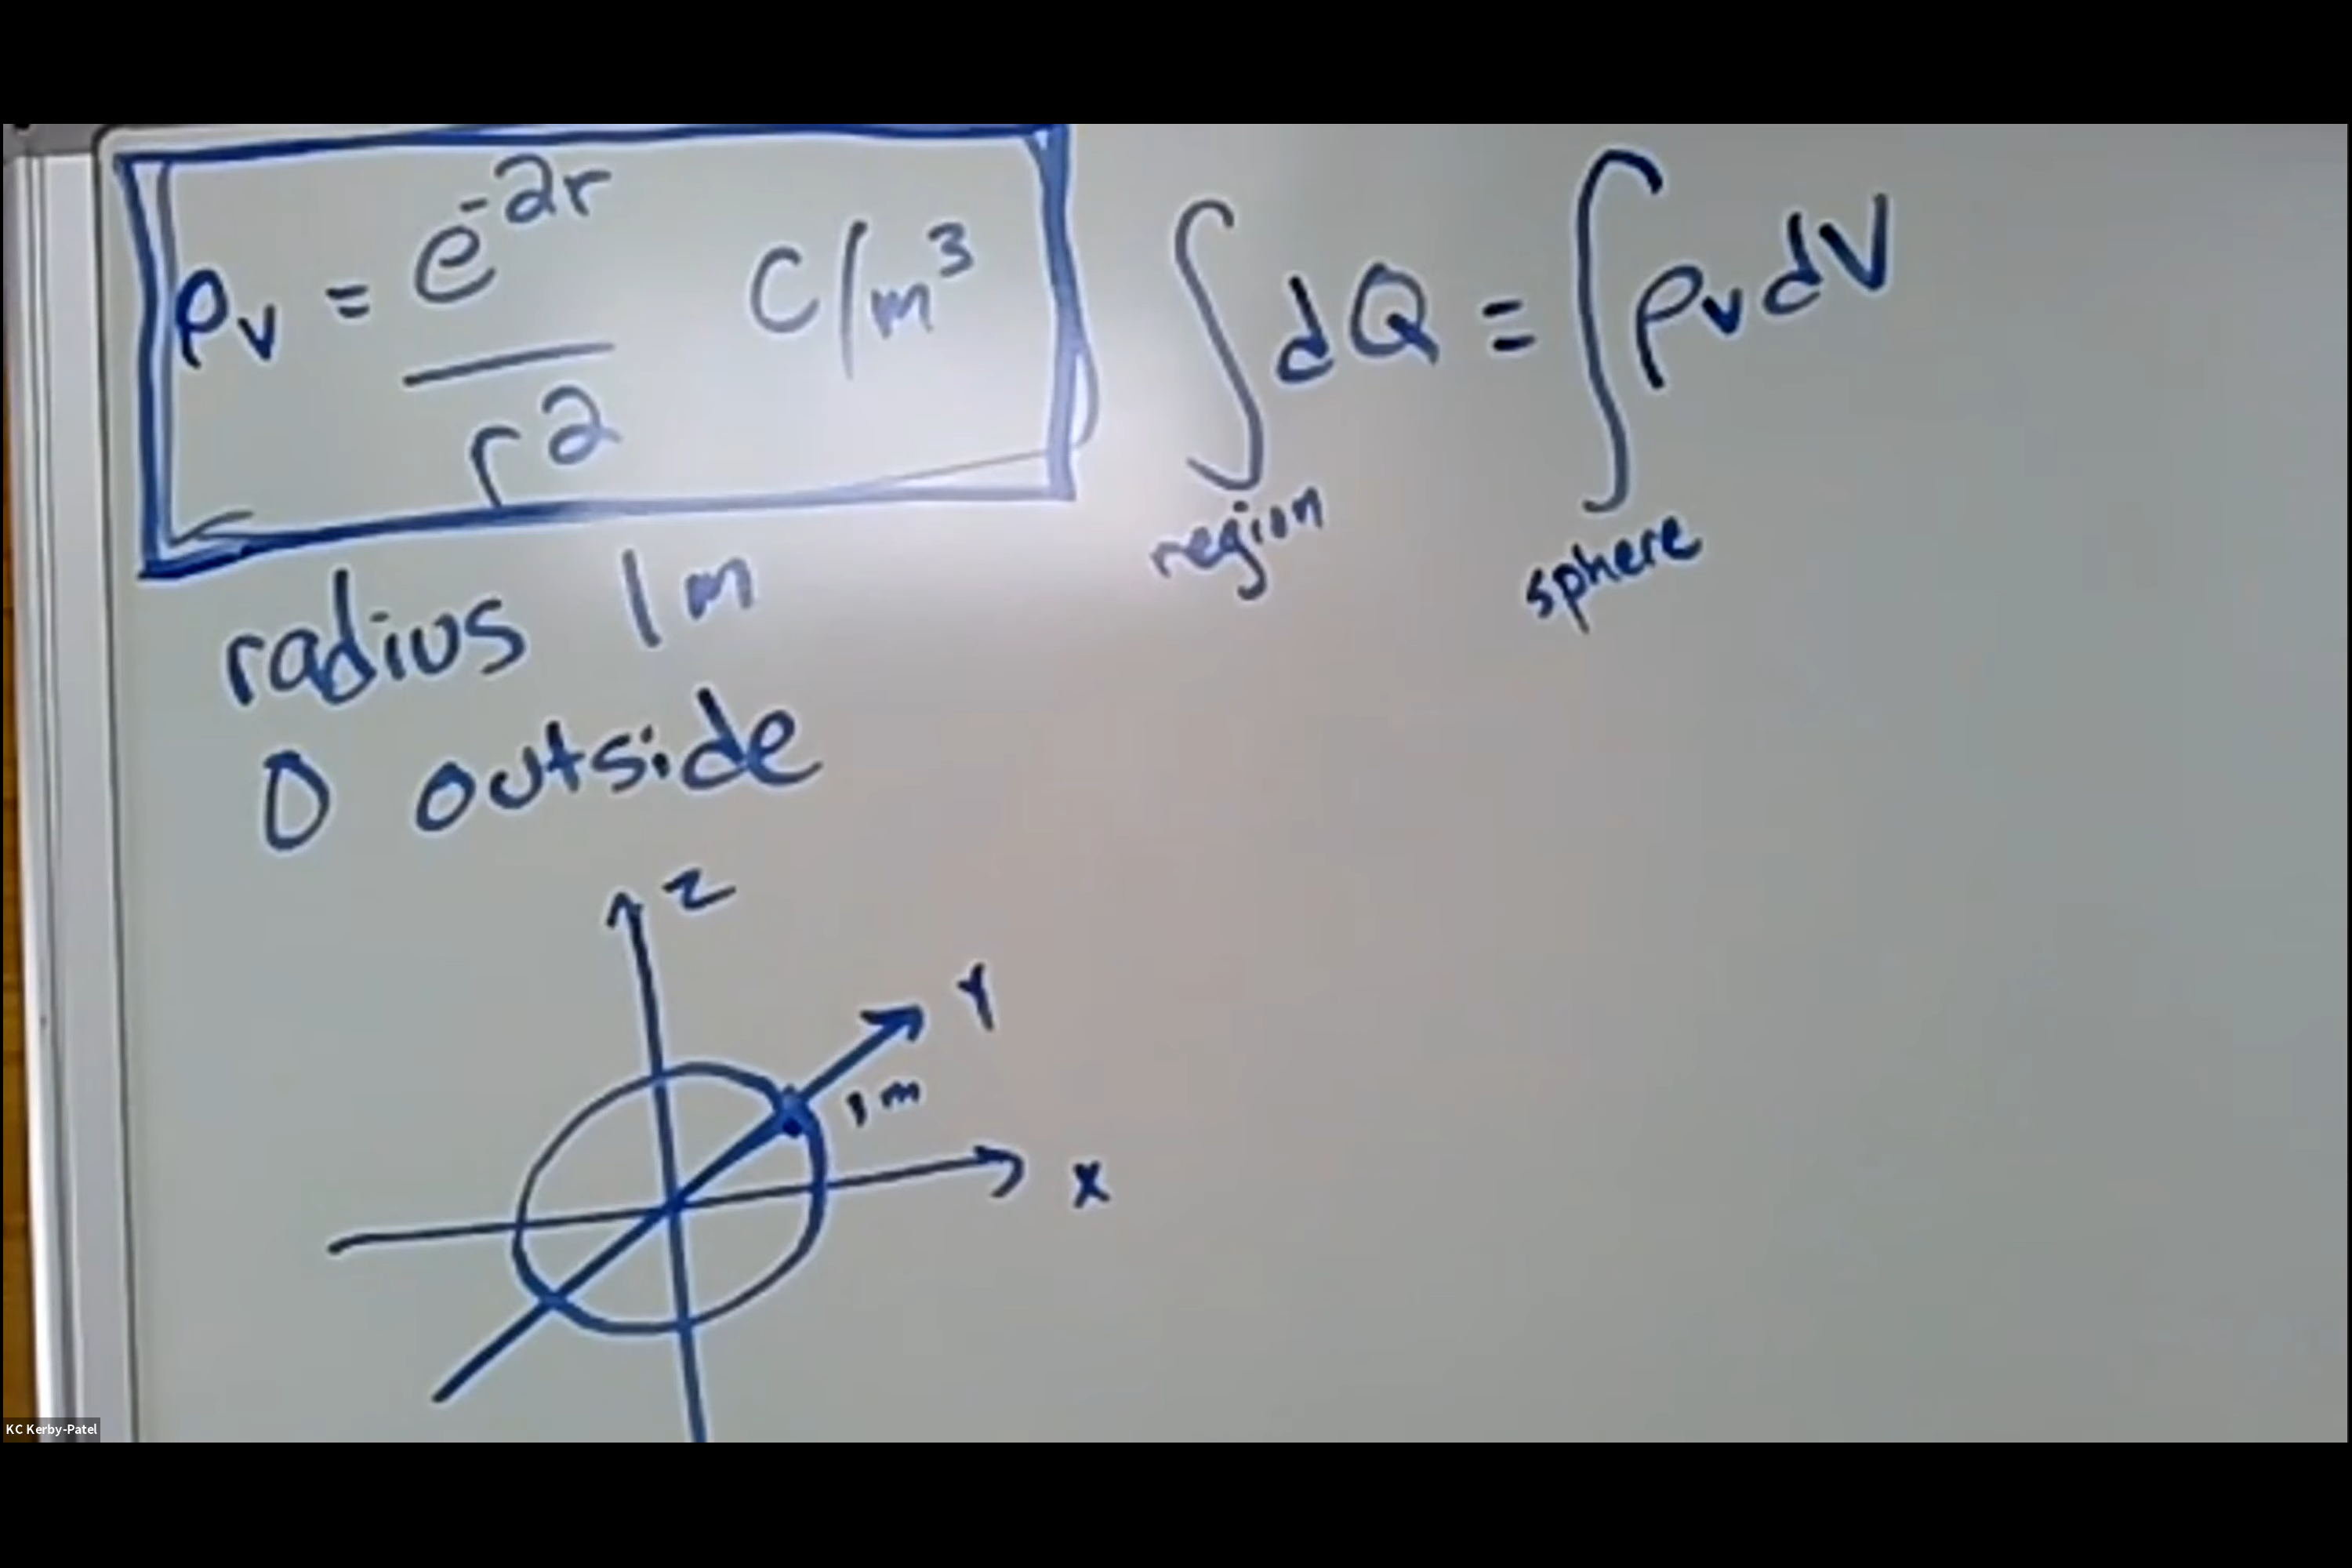 ρv = e^-2r / r^2 C/m^3
∫region dQ = ∫sphere ρv dV
radius 1m
0 outside
z
Y
1m
x
KC Kerby-Patel